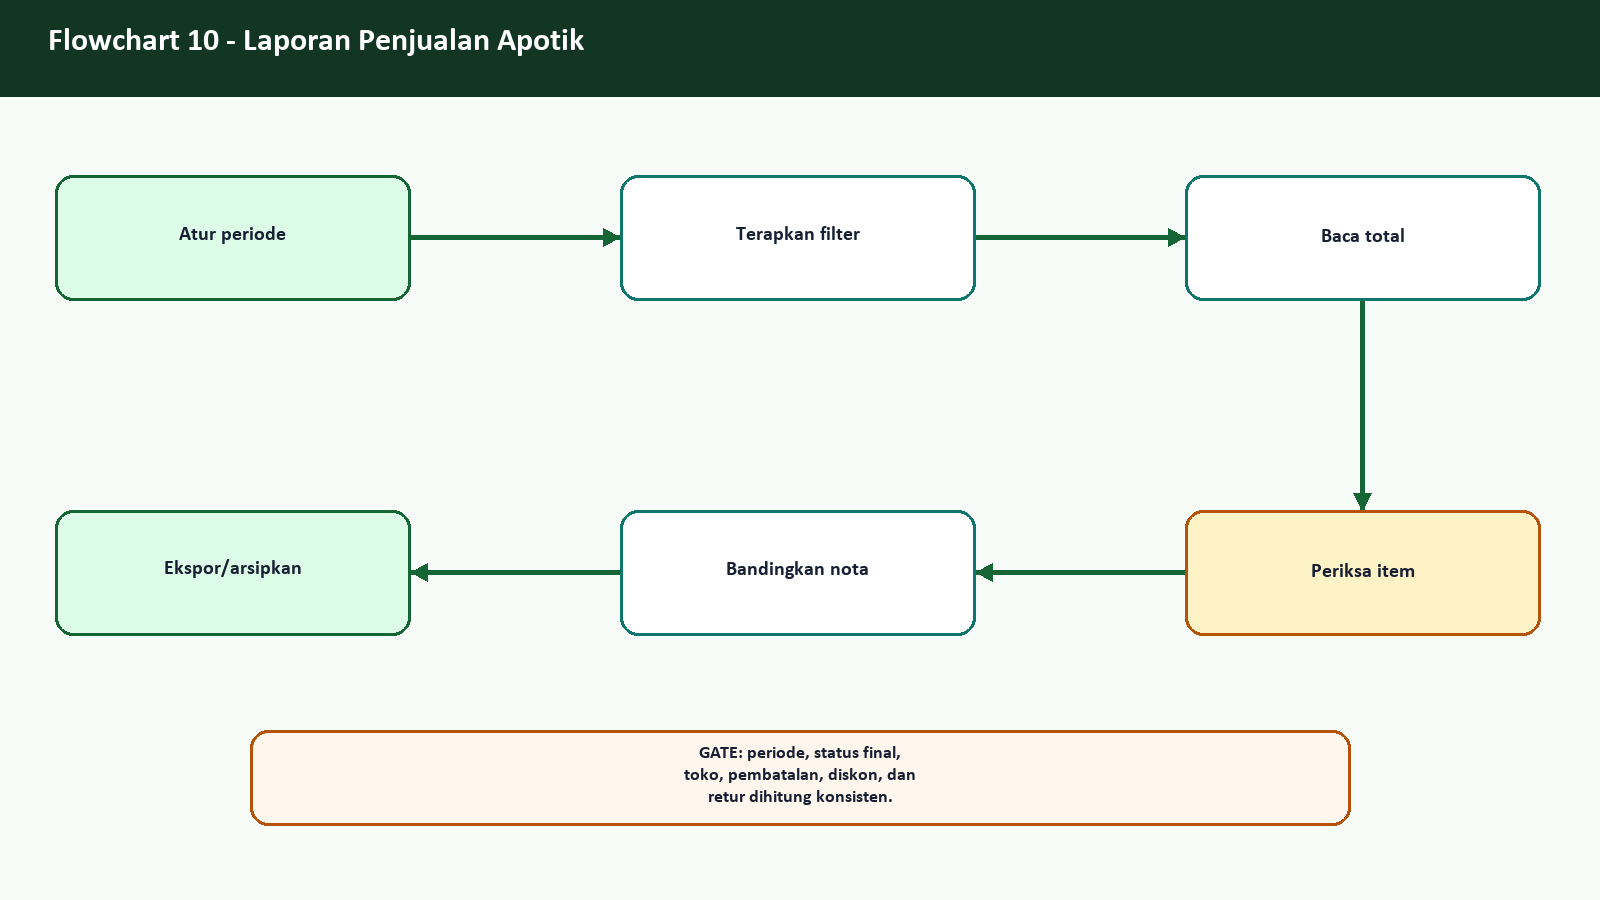 Flowchart 10 - Laporan Penjualan Apotik
Atur periode
Terapkan filter
Baca total
Periksa item
Bandingkan nota
Ekspor/arsipkan
GATE: periode, status final,
toko, pembatalan, diskon, dan
retur dihitung konsisten.